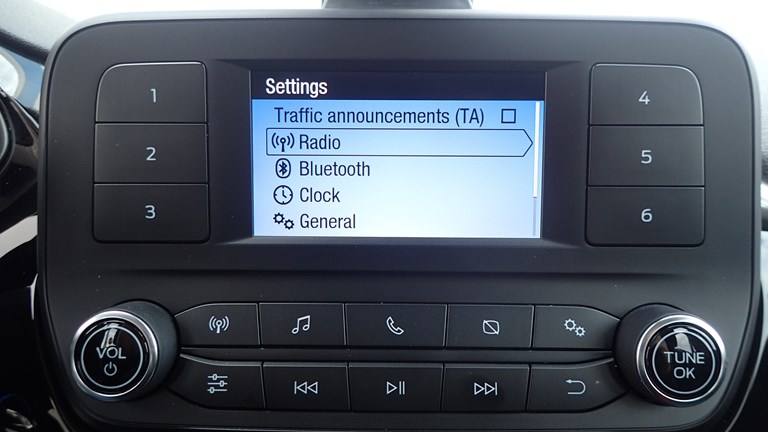 Settings
Traffic announcements (TA)
Radio
Bluetooth
Clock
General
1
2
3
4
5
6
VOL
TUNE
OK